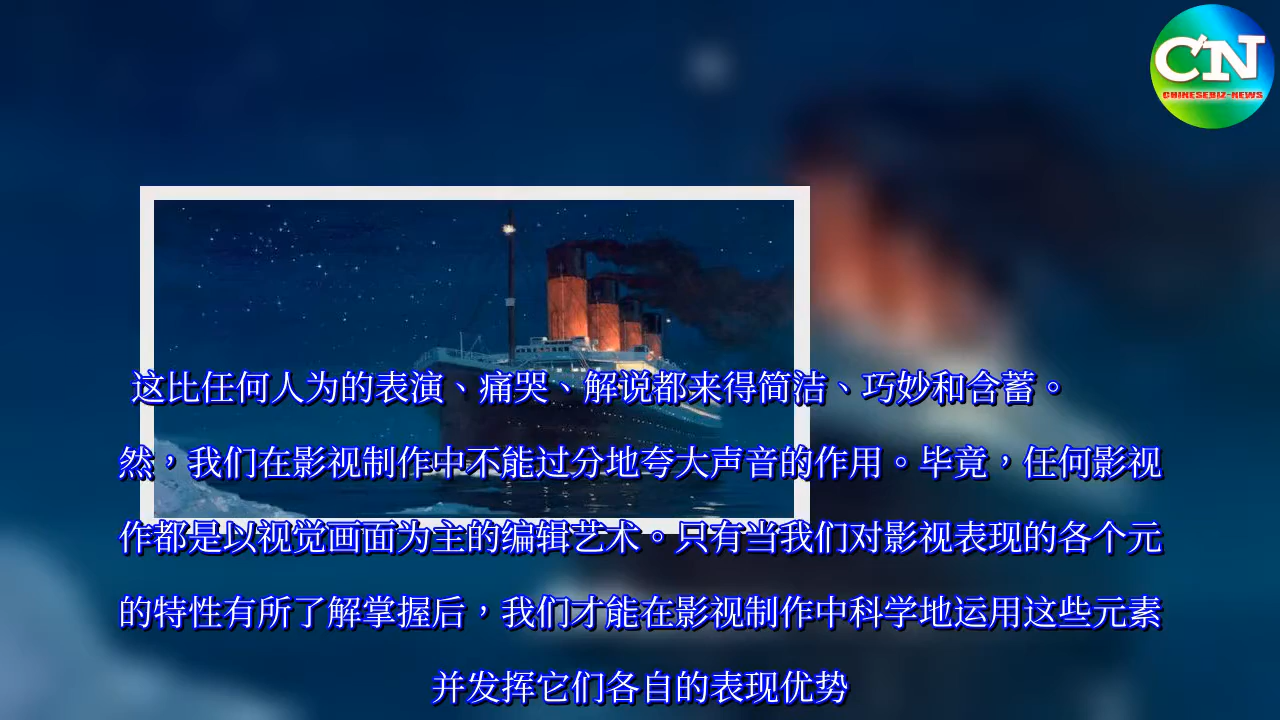 CN
CHINESEBIZ-NEWS
这比任何人为的表演、痛哭、解说都来得简洁、巧妙和含蓄。
然，我们在影视制作中不能过分地夸大声音的作用。毕竟，任何影视
作都是以视觉画面为主的编辑艺术。只有当我们对影视表现的各个元
的特性有所了解掌握后，我们才能在影视制作中科学地运用这些元素
并发挥它们各自的表现优势